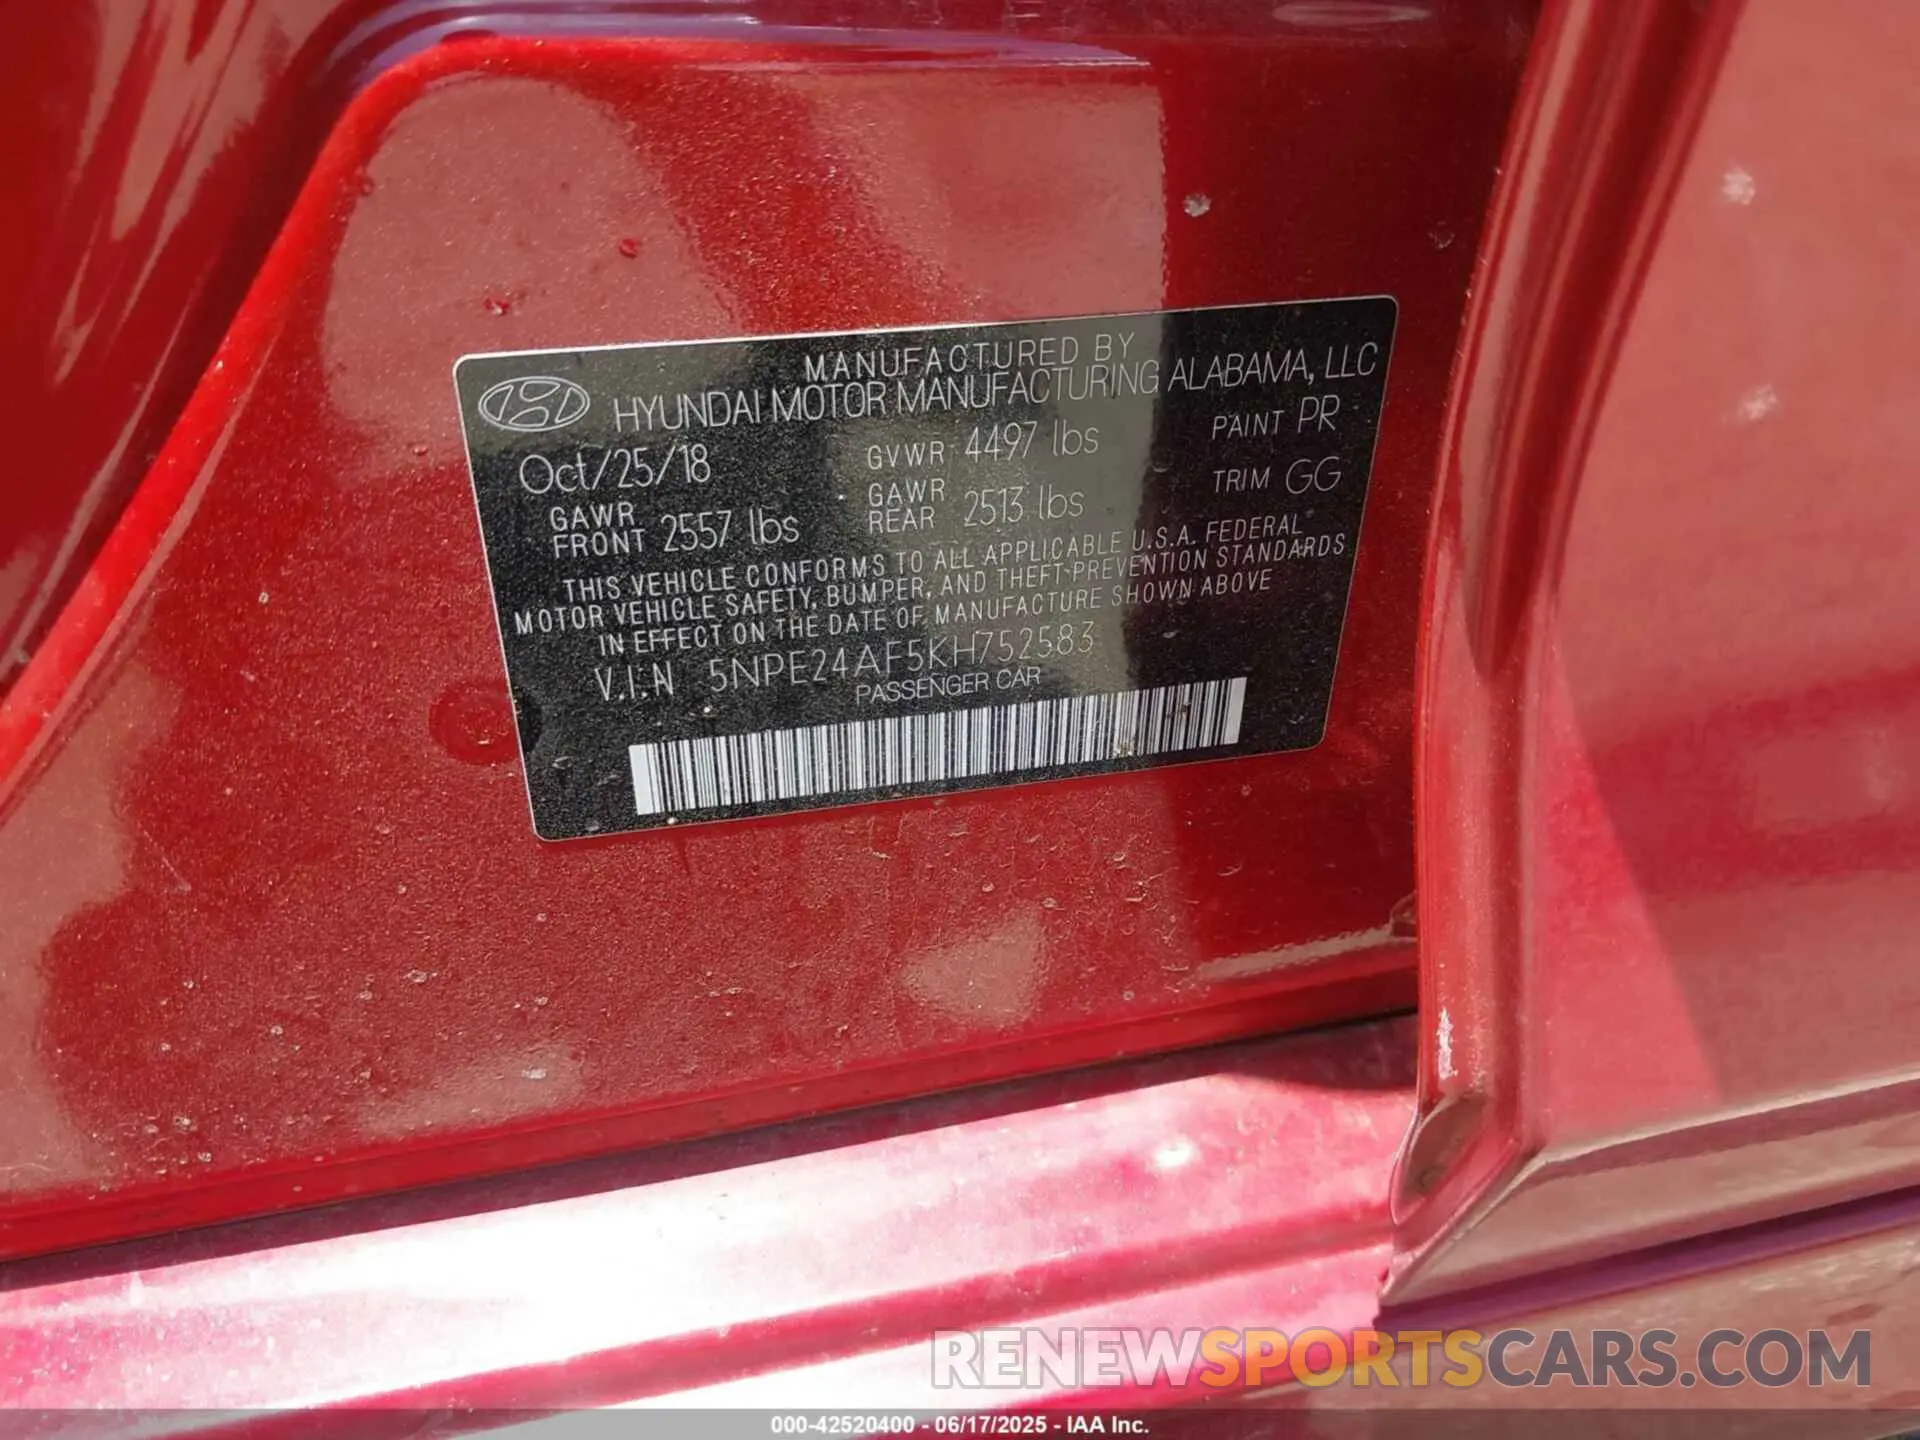 MANUFACTURED BY
HYUNDAI MOTOR MANUFACTURING ALABAMA, LLC
Oct/25/18 GVWR 4497 lbs PAINT PR
GAWR FRONT 2557 lbs GAWR REAR 2513 lbs TRIM GG
THIS VEHICLE CONFORMS TO ALL APPLICABLE U.S.A. FEDERAL
MOTOR VEHICLE SAFETY, BUMPER, AND THEFT PREVENTION STANDARDS
IN EFFECT ON THE DATE OF MANUFACTURE SHOWN ABOVE
V.I.N 5NPE24AF5KH752583
PASSENGER CAR
RENEWSPORTSCARS.COM
000-42520400 - 06/17/2025 - IAA Inc.